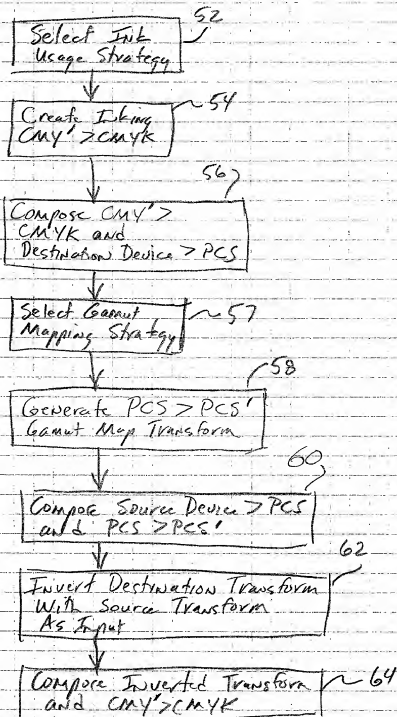 52
Select Ink
Usage Strategy
54
Create Inking
CMY'>CMYK
56
Compose CMY'>
CMYK and
Destination Device > PCS
Select Gamut
Mapping Strategy
57
58
Generate PCS > PCS'
Gamut Map Transform
60
Compose Source Device > PCS
and PCS > PCS'
62
Invert Destination Transform
With Source Transform
As Input
Compose Inverted Transform
and CMY'>CMYK
64